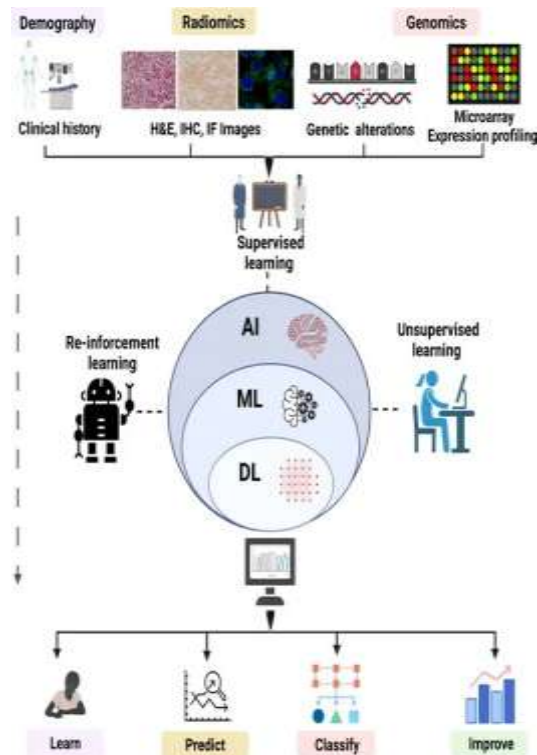 Demography
Radiomics
Genomics
Clinical history
H&E, IHC, IF Images
Genetic alterations
Microarray
Expression profiling
Supervised
learning
Re-inforcement
learning
Unsupervised
learning
AI
ML
DL
Learn
Predict
Classify
Improve